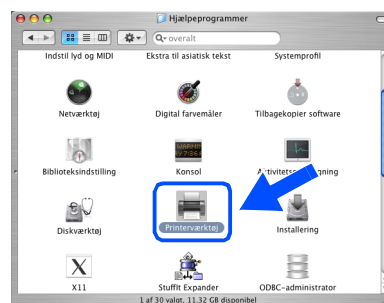 Hjælpeprogrammer
overalt
Indstil lyd og MIDI
Ekstra til asiatisk tekst
Systemprofil
Netværktøj
Digital farvemåler
Tilbagekopier software
Biblioteksindstilling
Konsol
Diskværktøj
Printerværktøj
Installering
X11
StuffIt Expander
ODBC-administrator
1 af 30 valgt, 11,32 GB disponibel